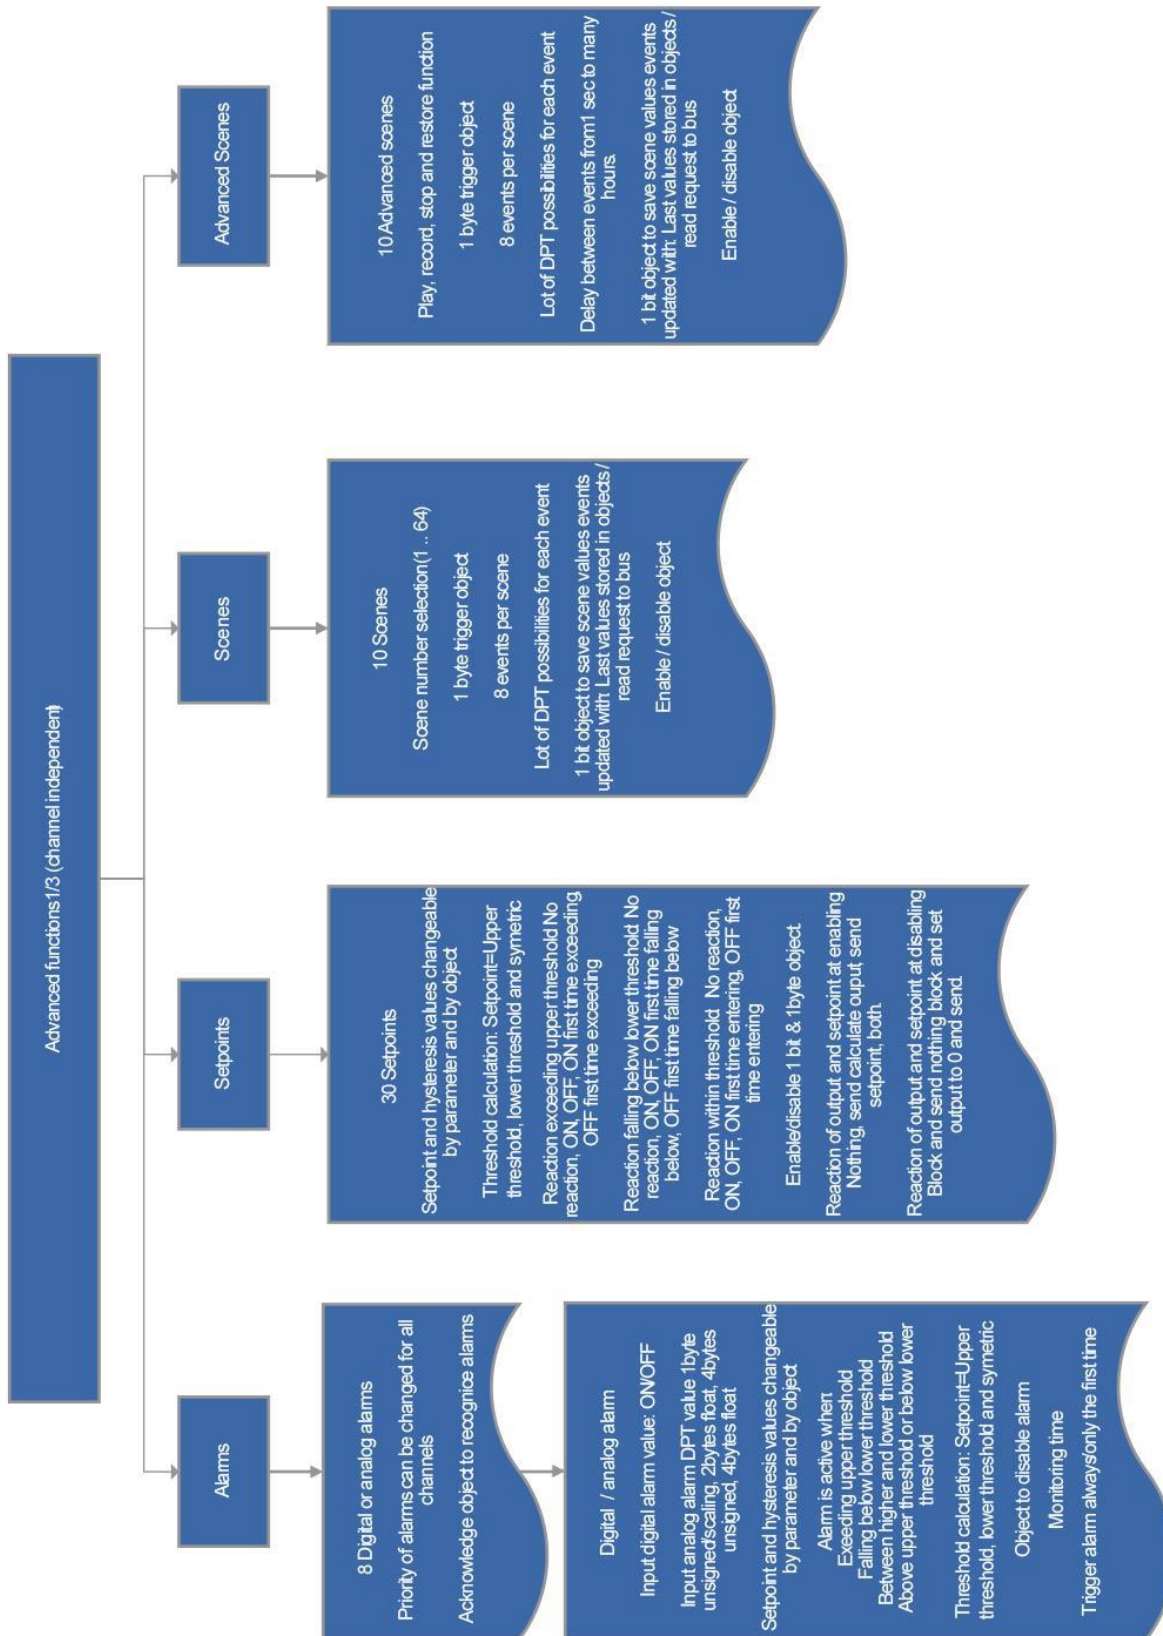 Advanced functions 1/3 (channel independent)
Alarms
8 Digital or analog alarms
Priority of alarms can be changed for all
channels
Acknowledge object to recognice alarms
Digital / analog alarm
Input digital alarm value: ON/OFF
Input analog alarm DPT value 1byte
unsigned/scaling, 2bytes float, 4bytes
unsigned, 4bytes float
Setpoint and hysteresis values changeable
by parameter and by object
Alarm is active when:
Exeeding upper threshold
Falling below lower threshold
Between higher and lower threshold
Above upper threshold or below lower
threshold
Threshold calculation: Setpoint=Upper
threshold, lower threshold and symetric
Object to disable alarm
Monitoring time
Trigger alarm always/only the first time
Setpoints
30 Setpoints
Setpoint and hysteresis values changeable
by parameter and by object
Threshold calculation: Setpoint=Upper
threshold, lower threshold and symetric
Reaction exceeding upper threshold: No
reaction, ON, OFF, ON first time exceeding,
OFF first time exceeding
Reaction falling below lower threshold: No
reaction, ON, OFF, ON first time falling
below, OFF first time falling below
Reaction within threshold: No reaction,
ON, OFF, ON first time entering, OFF first
time entering
Enable/disable 1 bit & 1byte object.
Reaction of output and setpoint at enabling
Nothing, send calculate ouput, send
setpoint, both.
Reaction of output and setpoint at disabling
Block and send nothing block and set
output to 0 and send.
Scenes
10 Scenes
Scene number selection (1 .. 64)
1 byte trigger object
8 events per scene
Lot of DPT possibilities for each event
1 bit object to save scene values events
updated with: Last values stored in objects /
read request to bus
Enable / disable object
Advanced Scenes
10 Advanced scenes
Play, record, stop and restore function
1 byte trigger object
8 events per scene
Lot of DPT possibilities for each event
Delay between events from 1 sec to many
hours.
1 bit object to save scene values events
updated with: Last values stored in objects /
read request to bus
Enable / disable object